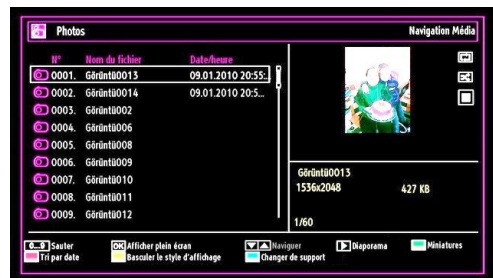 Photos Navigation Média
N° Nom du fichier Date/heure
0001. Görüntü0013 09.01.2010 20:55:..
0002. Görüntü0014 09.01.2010 20:5...
0003. Görüntü002
0004. Görüntü006
0005. Görüntü008
0006. Görüntü009
0007. Görüntü010
0008. Görüntü011
0009. Görüntü012
Görüntü0013
1536x2048 427 KB
1/60
0...9 Sauter OK Afficher plein écran Naviguer Diaporama Miniatures
Tri par date Basculer le style d'affichage Changer de support